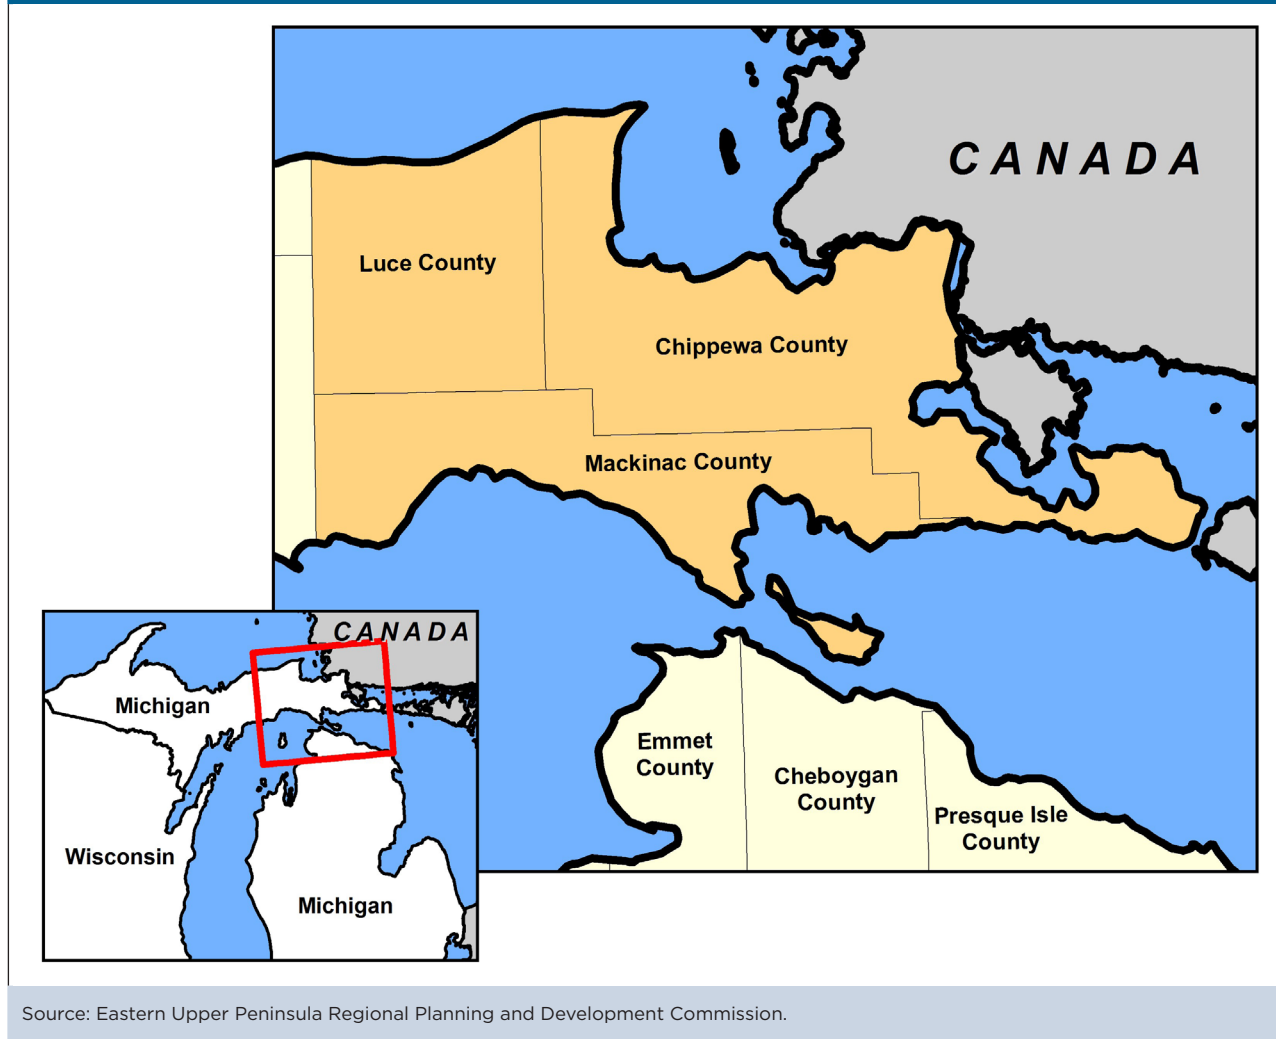 CANADA
Luce County
Chippewa County
Mackinac County
Emmet
County
Cheboygan
County
Presque Isle
County
CANADA
Michigan
Wisconsin
Michigan
Source: Eastern Upper Peninsula Regional Planning and Development Commission.